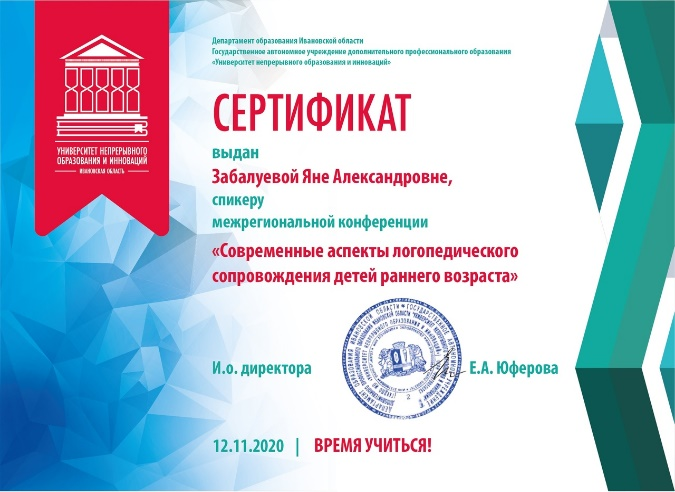 Департамент образования Ивановской области
Государственное автономное учреждение дополнительного профессионального образования
«Университет непрерывного образования и инноваций»
УНИВЕРСИТЕТ НЕПРЕРЫВНОГО
ОБРАЗОВАНИЯ И ИННОВАЦИЙ
ИВАНОВСКАЯ ОБЛАСТЬ
СЕРТИФИКАТ
выдан
Забалуевой Яне Александровне,
спикеру
межрегиональной конференции
«Современные аспекты логопедического
сопровождения детей раннего возраста»
И.о. директора
Е.А. Юферова
12.11.2020 | ВРЕМЯ УЧИТЬСЯ!